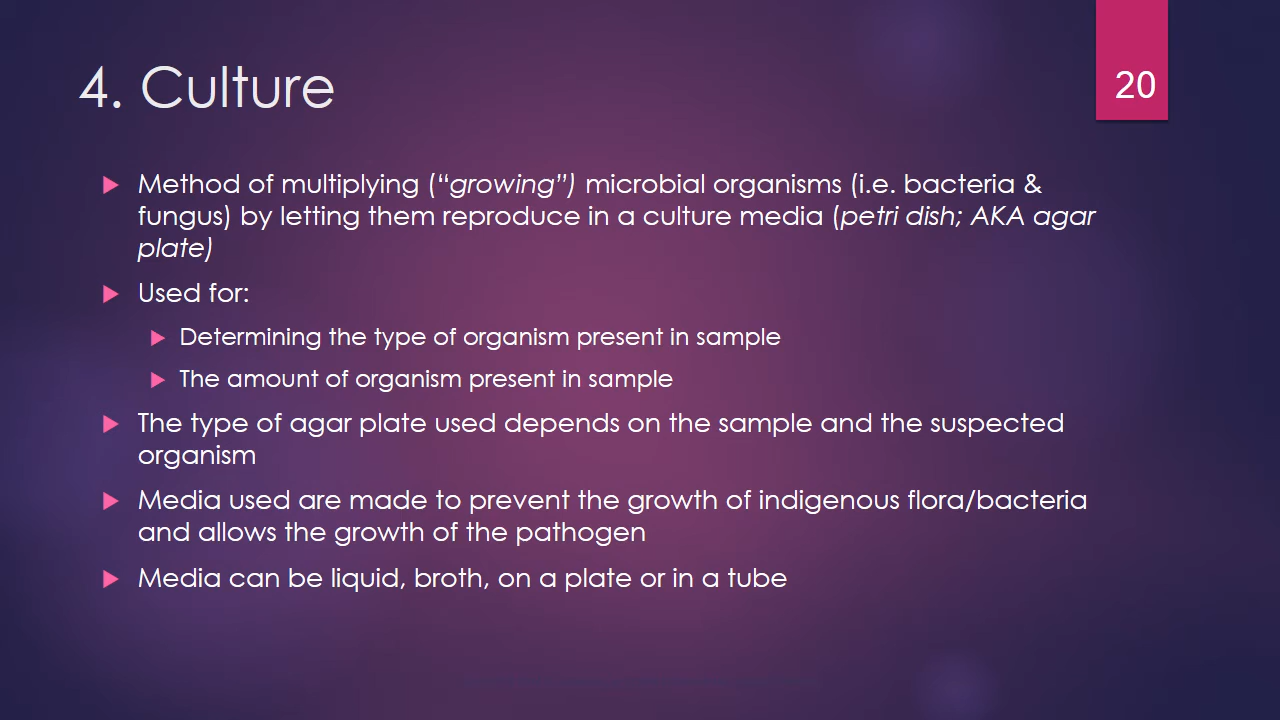 4. Culture
20
Method of multiplying (“growing”) microbial organisms (i.e. bacteria &
fungus) by letting them reproduce in a culture media (petri dish; AKA agar
plate)
Used for:
Determining the type of organism present in sample
The amount of organism present in sample
The type of agar plate used depends on the sample and the suspected
organism
Media used are made to prevent the growth of indigenous flora/bacteria
and allows the growth of the pathogen
Media can be liquid, broth, on a plate or in a tube